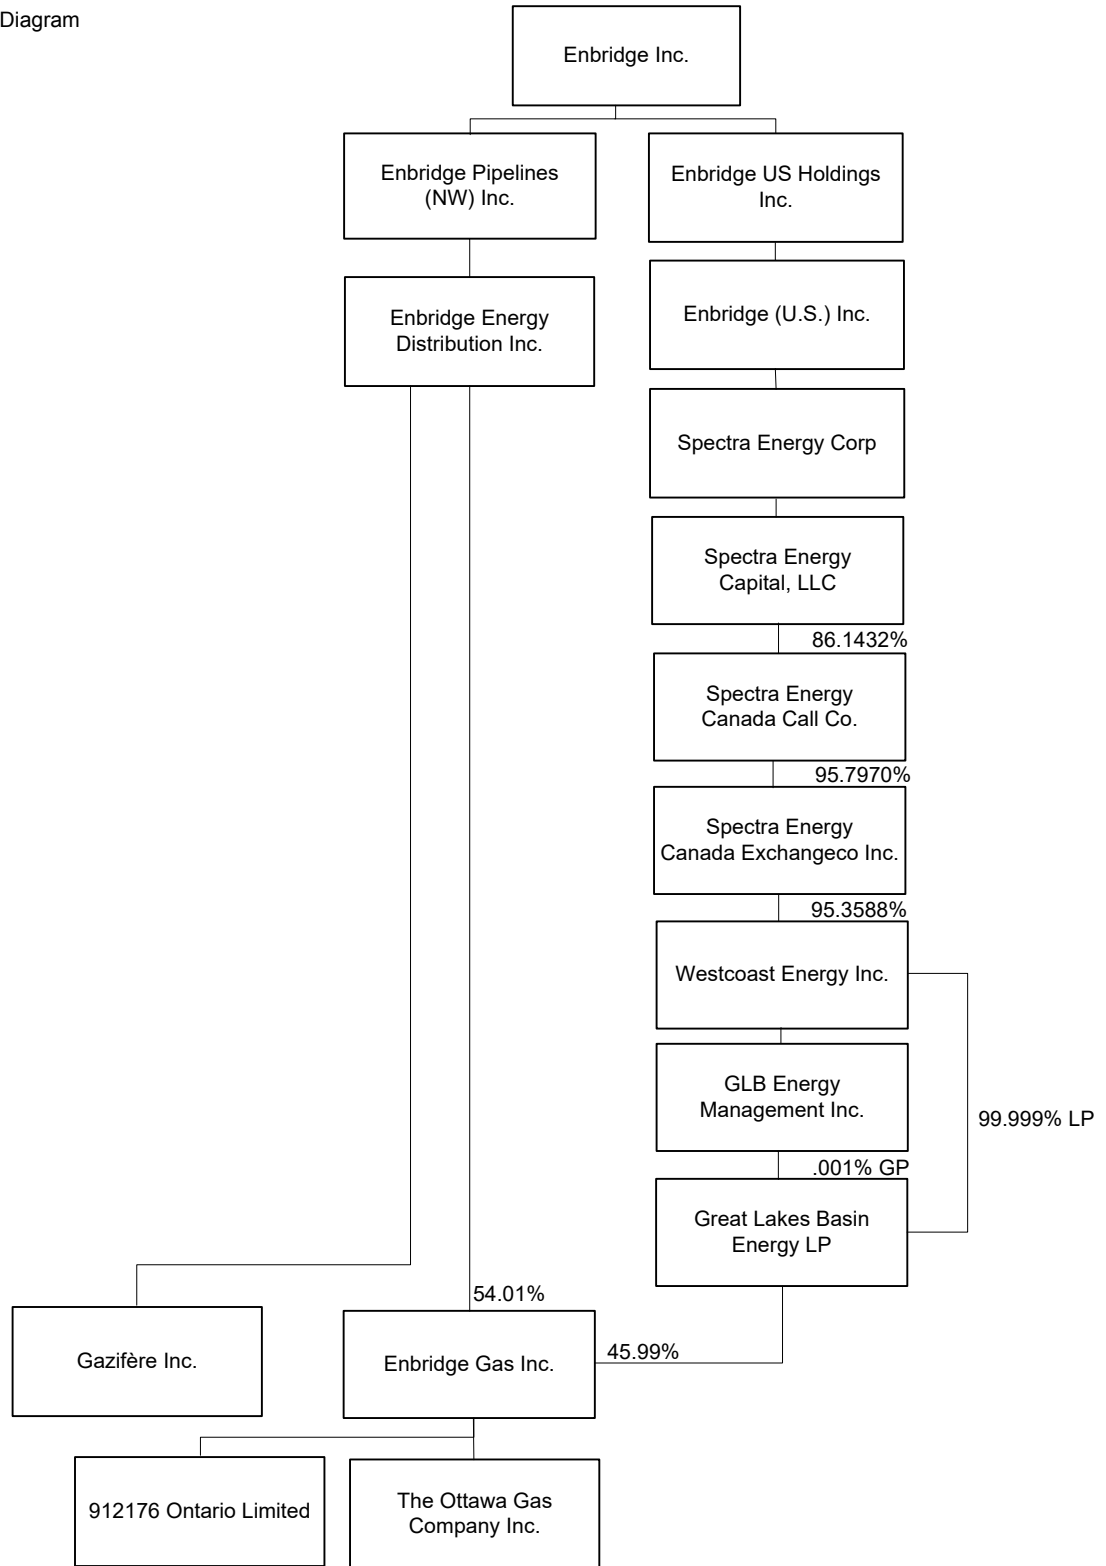 Diagram
Enbridge Inc.
Enbridge Pipelines
(NW) Inc.
Enbridge US Holdings
Inc.
Enbridge Energy
Distribution Inc.
Enbridge (U.S.) Inc.
Spectra Energy Corp
Spectra Energy
Capital, LLC
86.1432%
Spectra Energy
Canada Call Co.
95.7970%
Spectra Energy
Canada Exchangeco Inc.
95.3588%
Westcoast Energy Inc.
GLB Energy
Management Inc.
99.999% LP
.001% GP
Great Lakes Basin
Energy LP
54.01%
45.99%
Gazifère Inc.
Enbridge Gas Inc.
912176 Ontario Limited
The Ottawa Gas
Company Inc.